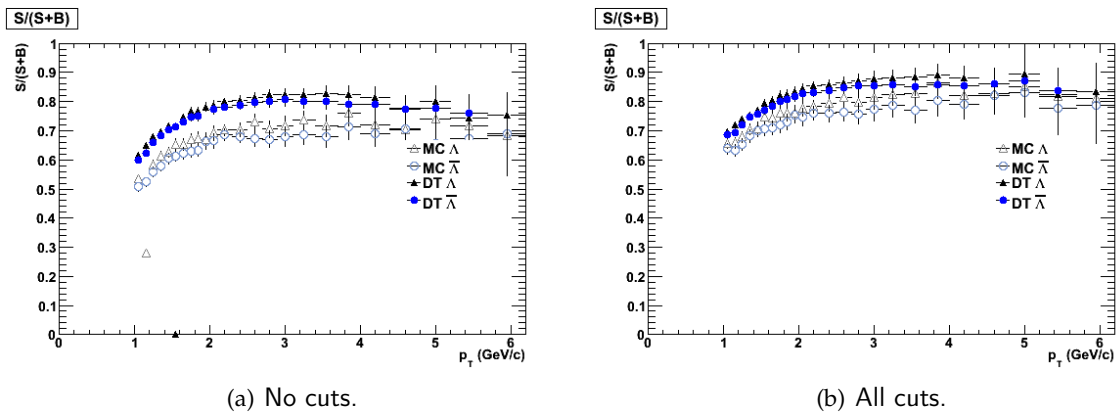 S/(S+B)
S/(S+B)
1
0.9
0.8
0.7
0.6
0.5
0.4
0.3
0.2
0.1
0
0 1 2 3 4 5 6
p_T (GeV/c)
MC Λ
MC Λ̅
DT Λ
DT Λ̅
(a) No cuts.
S/(S+B)
S/(S+B)
1
0.9
0.8
0.7
0.6
0.5
0.4
0.3
0.2
0.1
0
0 1 2 3 4 5 6
p_T (GeV/c)
MC Λ
MC Λ̅
DT Λ
DT Λ̅
(b) All cuts.